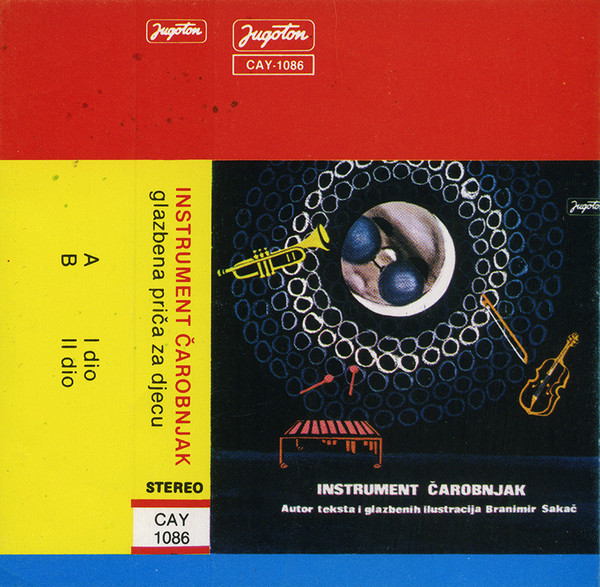 Jugoton
Jugoton
CAY-1086
A I dio
B II dio
INSTRUMENT ČAROBNJAK
glazbena priča za djecu
STEREO
CAY
1086
Jugoton
INSTRUMENT ČAROBNJAK
Autor teksta i glazbenih ilustracija Branimir Sakač